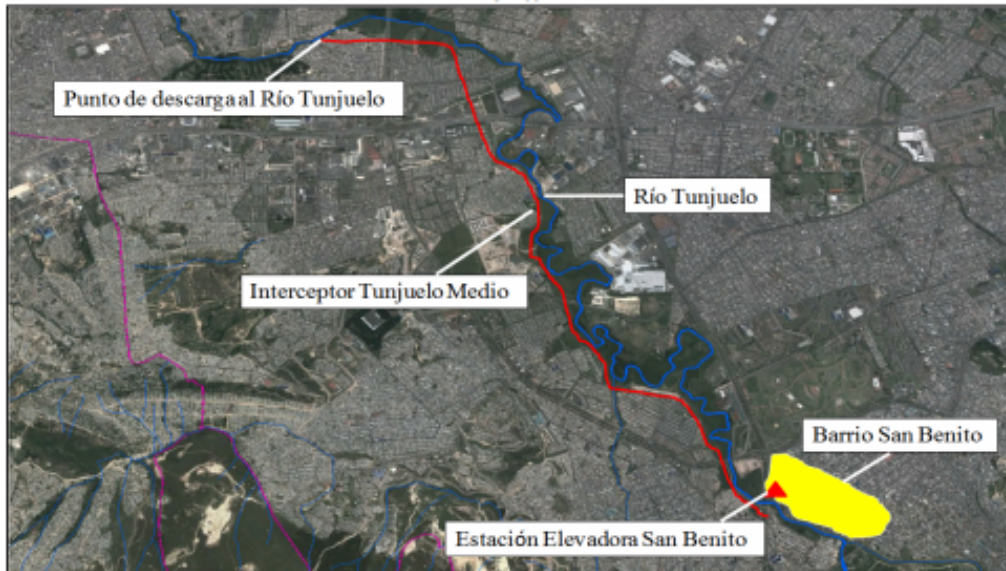 Punto de descarga al Río Tunjuelo
Río Tunjuelo
Interceptor Tunjuelo Medio
Barrio San Benito
Estación Elevadora San Benito